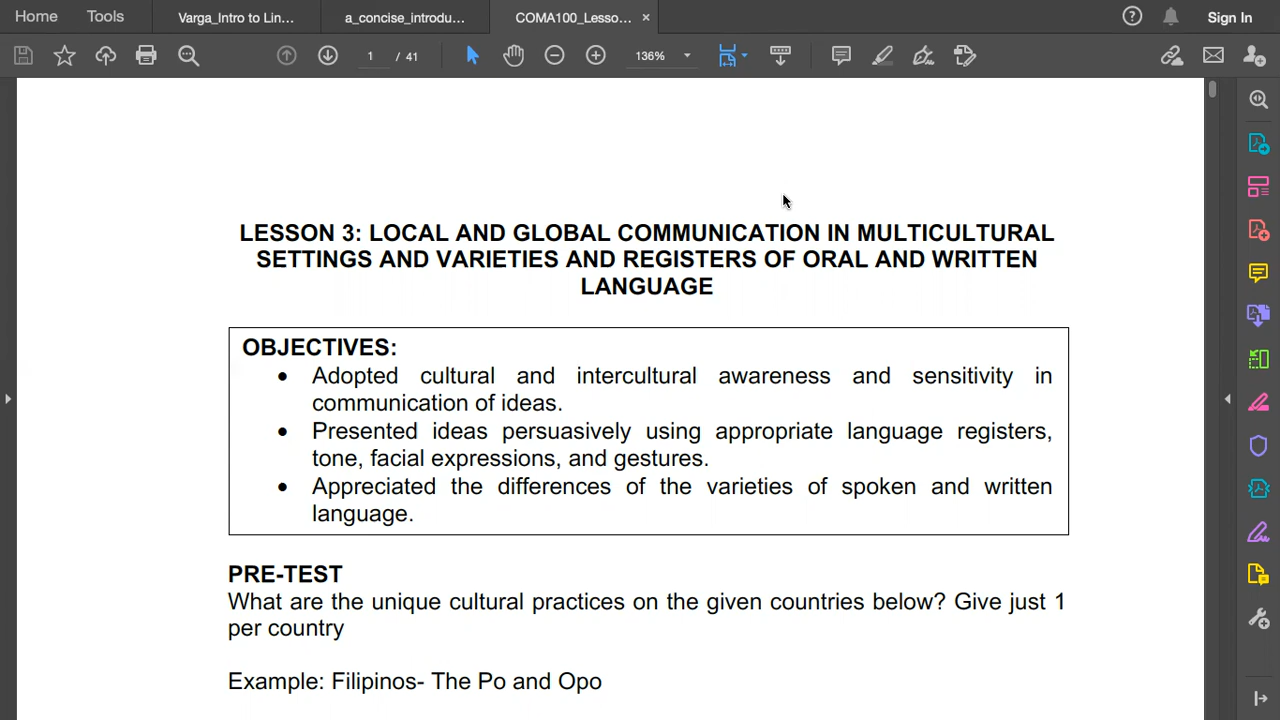 Home Tools Varga_Intro to Lin... a_concise_introdu... COMA100_Lesso... × Sign In
1 / 41 136%
LESSON 3: LOCAL AND GLOBAL COMMUNICATION IN MULTICULTURAL
SETTINGS AND VARIETIES AND REGISTERS OF ORAL AND WRITTEN
LANGUAGE
OBJECTIVES:
• Adopted cultural and intercultural awareness and sensitivity in
communication of ideas.
• Presented ideas persuasively using appropriate language registers,
tone, facial expressions, and gestures.
• Appreciated the differences of the varieties of spoken and written
language.
PRE-TEST
What are the unique cultural practices on the given countries below? Give just 1
per country
Example: Filipinos- The Po and Opo